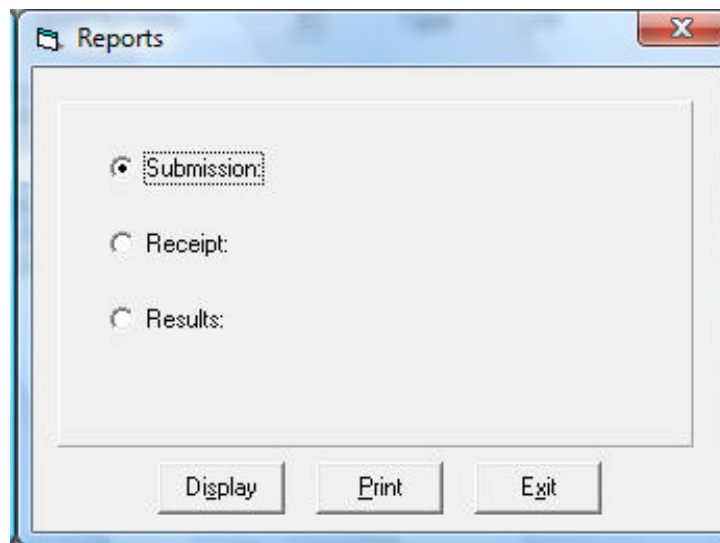 Reports
Submission:
Receipt:
Results:
Display Print Exit